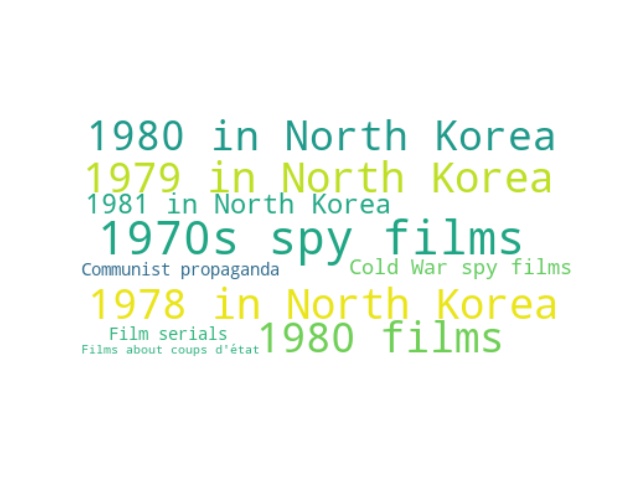 1980 in North Korea
1979 in North Korea
1981 in North Korea
1970s spy films
Communist propaganda
Cold War spy films
1978 in North Korea
Film serials
1980 films
Films about coups d'état